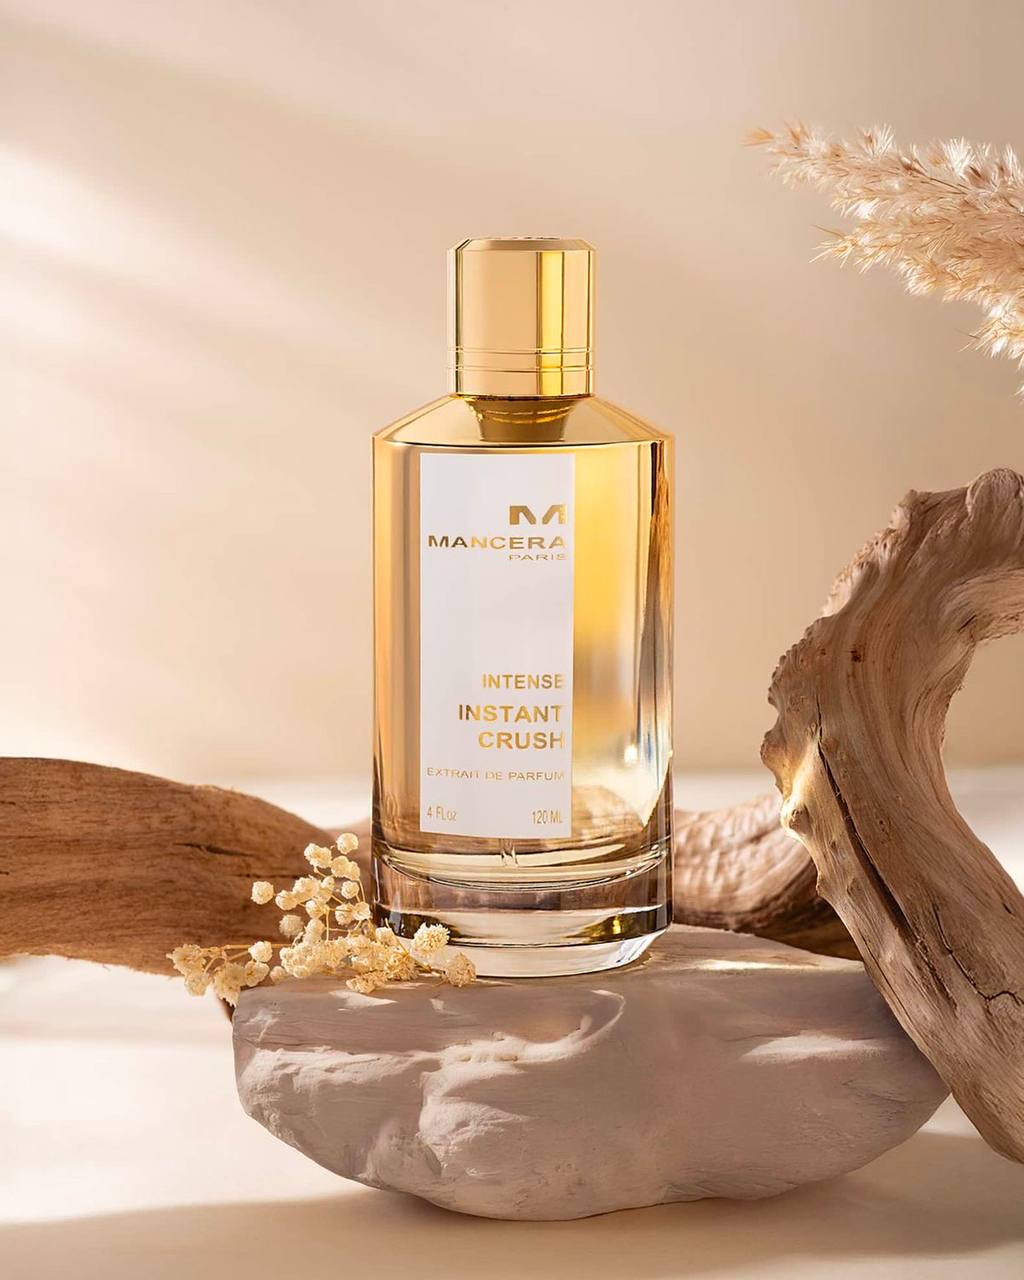 M
MANCERA
PARIS
INTENSE
INSTANT
CRUSH
EXTRAIT DE PARFUM
4 FLoz 120 ML